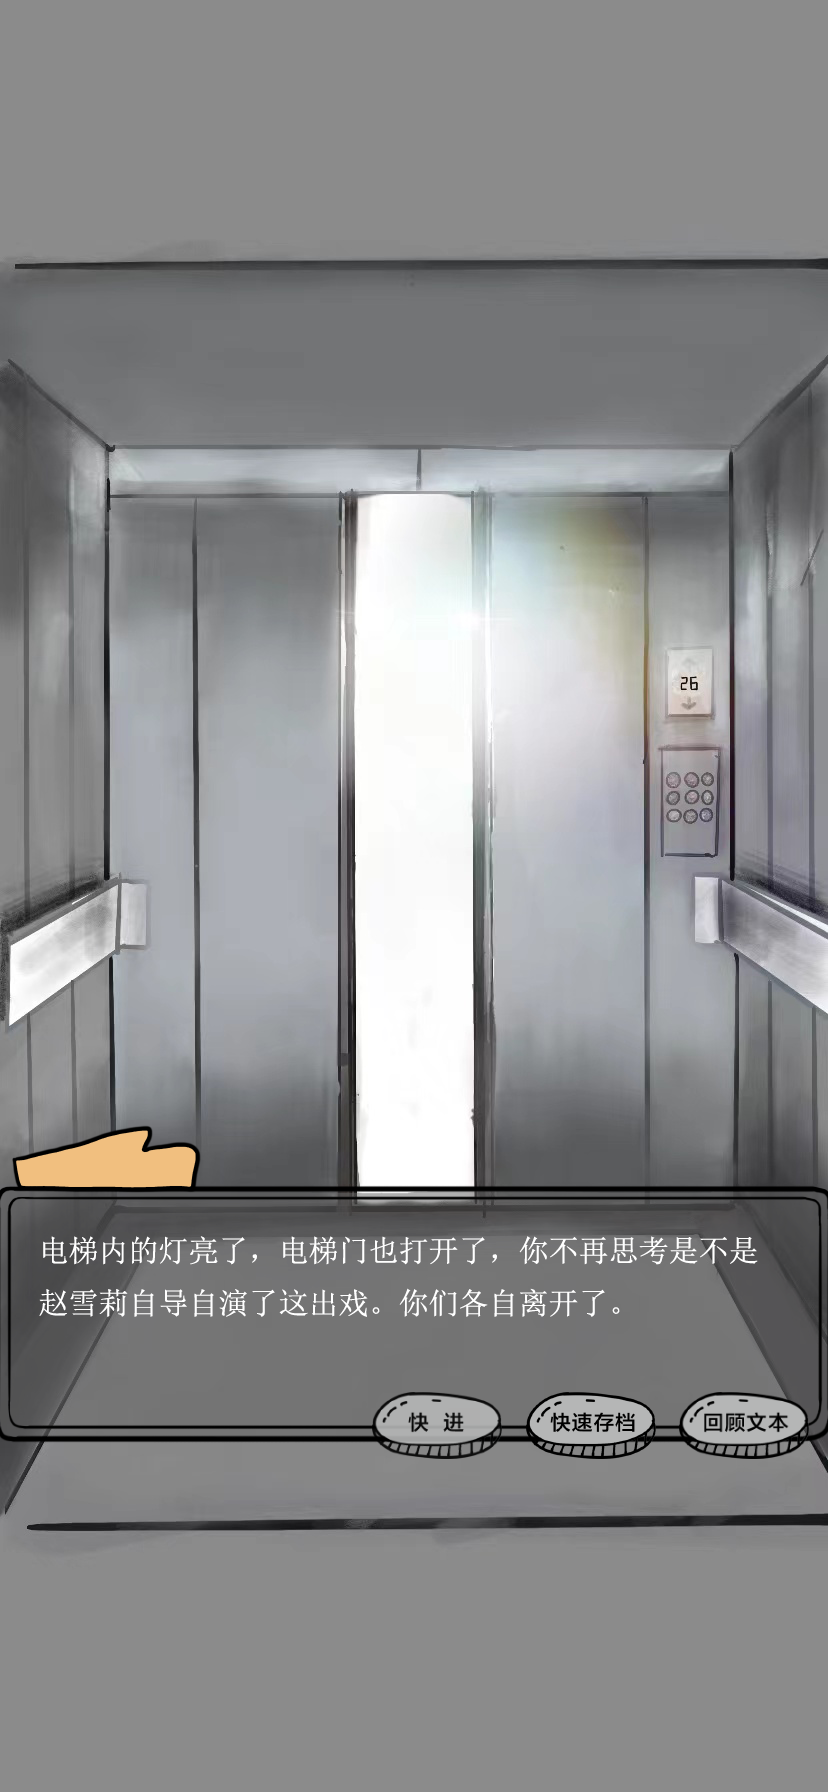 26
电梯内的灯亮了，电梯门也打开了，你不再思考是不是
赵雪莉自导自演了这出戏。你们各自离开了。
快 进
快速存档
回顾文本